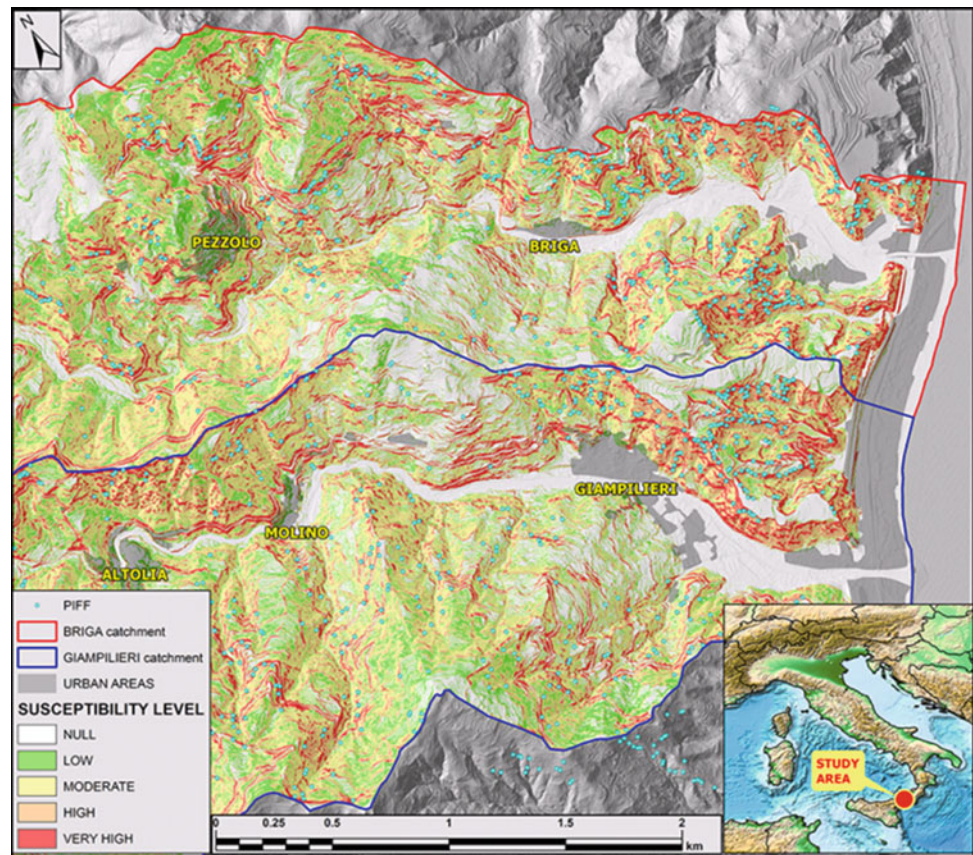 N
PEZZOLO
BRIGA
GIAMPILIERI
MOLINO
ALTOLIA
PIFF
BRIGA catchment
GIAMPILIERI catchment
URBAN AREAS
SUSCEPTIBILITY LEVEL
NULL
LOW
MODERATE
HIGH
VERY HIGH
0 0.25 0.5 1 1.5 2
km
STUDY
AREA